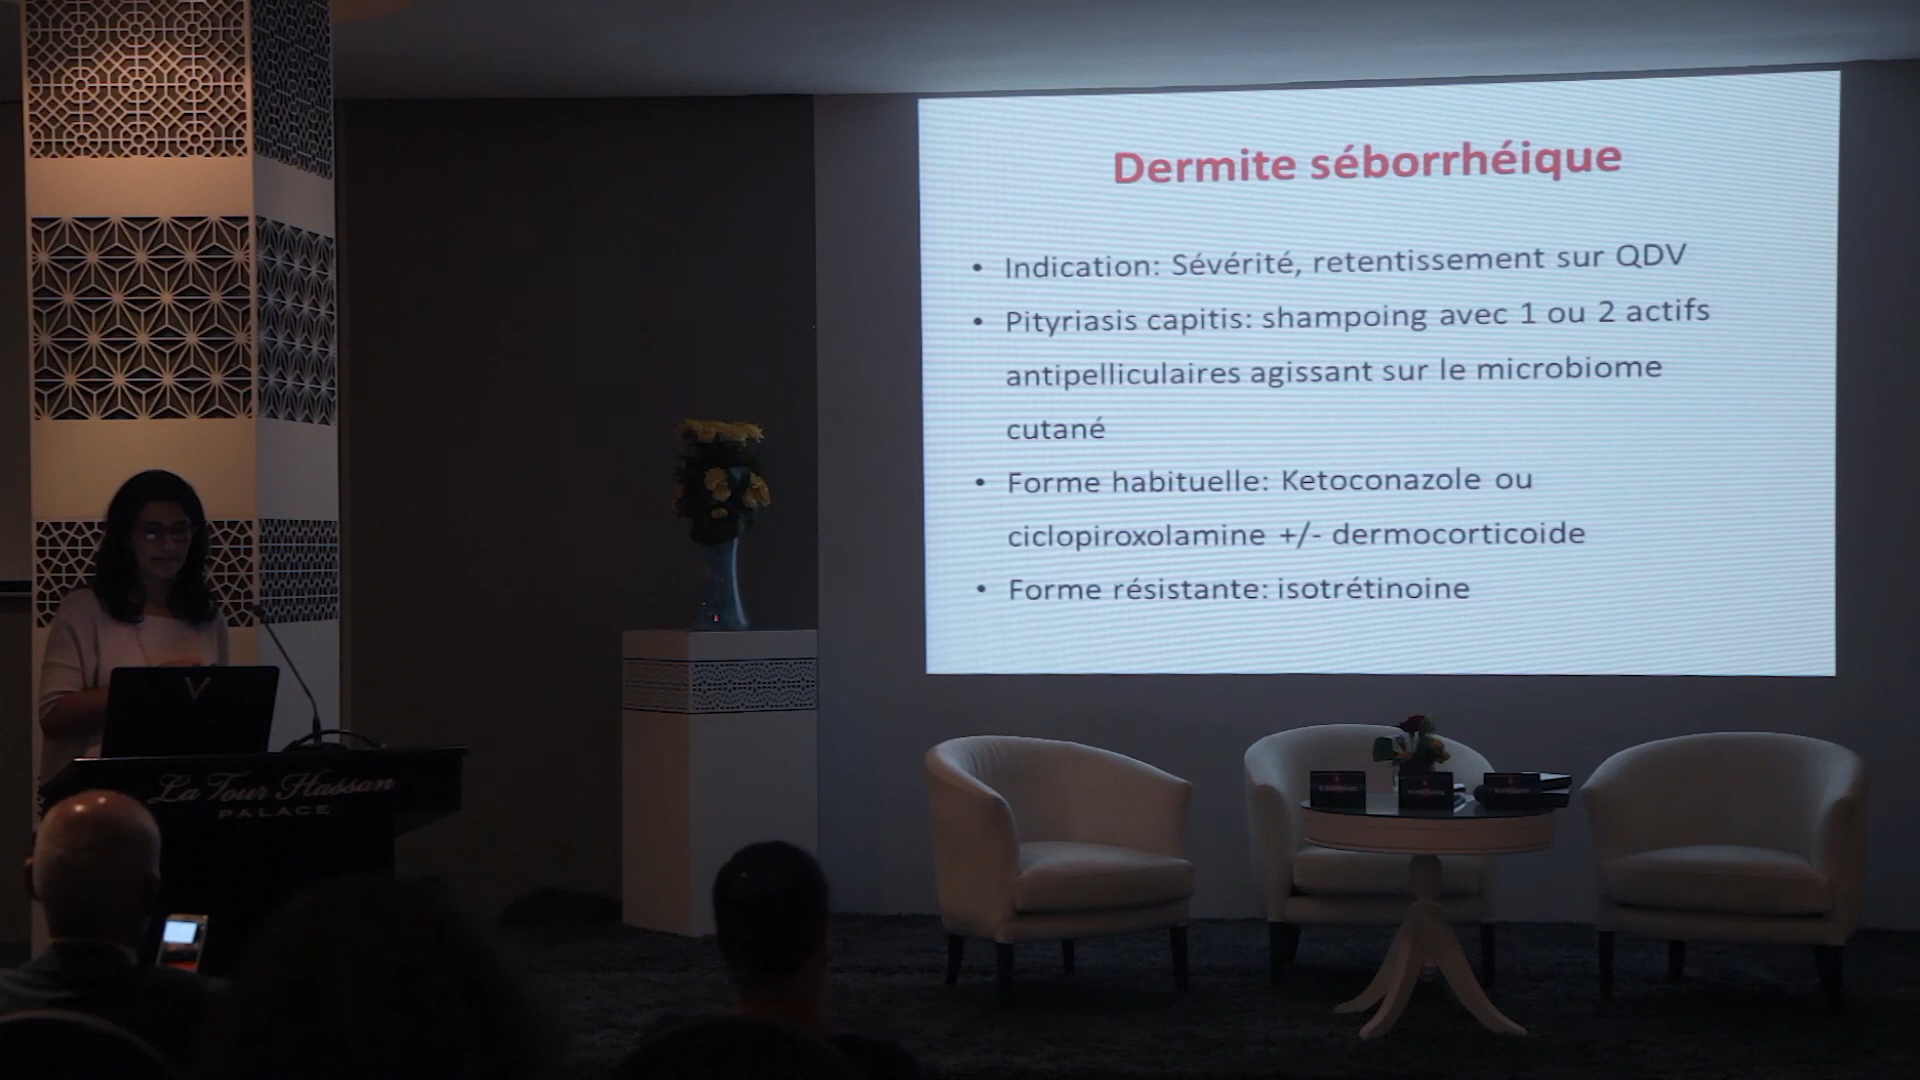 Dermite séborrhéique
• Indication: Sévérité, retentissement sur QDV
• Pityriasis capitis: shampoing avec 1 ou 2 actifs
antipelliculaires agissant sur le microbiome
cutané
• Forme habituelle: Ketoconazole ou
ciclopiroxolamine +/- dermocorticoide
• Forme résistante: isotrétinoine
V
La Tour Hassan
PALACE